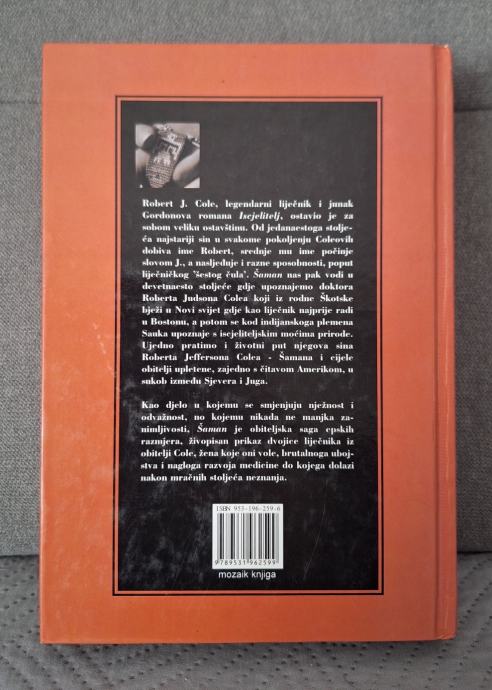 Robert J. Cole, legendarni liječnik i junak
Gordonova romana Iscjelitelj, ostavio je za
sobom veliku ostavštinu. Od jedanaestoga stolje-
ća najstariji sin u svakome pokoljenju Coleovih
dobiva ime Robert, srednje mu ime počinje
slovom J., a nasljeđuje i razne sposobnosti, poput
liječničkog 'šestog čula'. Šaman nas pak vodi u
devetnaesto stoljeće gdje upoznajemo doktora
Roberta Judsona Colea koji iz rodne Škotske
bježi u Novi svijet gdje kao liječnik najprije radi
u Bostonu, a potom se kod indijanskoga plemena
Sauka upoznaje s iscjeliteljskim moćima prirode.
Ujedno pratimo i životni put njegova sina
Roberta Jeffersona Colea - Šamana i cijele
obitelji upletene, zajedno s čitavom Amerikom, u
sukob između Sjevera i Juga.
Kao djelo u kojemu se smjenjuju nježnost i
odvažnost, no kojemu nikada ne manjka za-
nimljivosti, Šaman je obiteljska saga epskih
razmjera, živopisan prikaz dvojice liječnika iz
obitelji Cole, žena koje oni vole, brutalnoga uboj-
stva i nagloga razvoja medicine do kojega dolazi
nakon mračnih stoljeća neznanja.
ISBN 953-196-259-6
9789531962599
mozaik knjiga